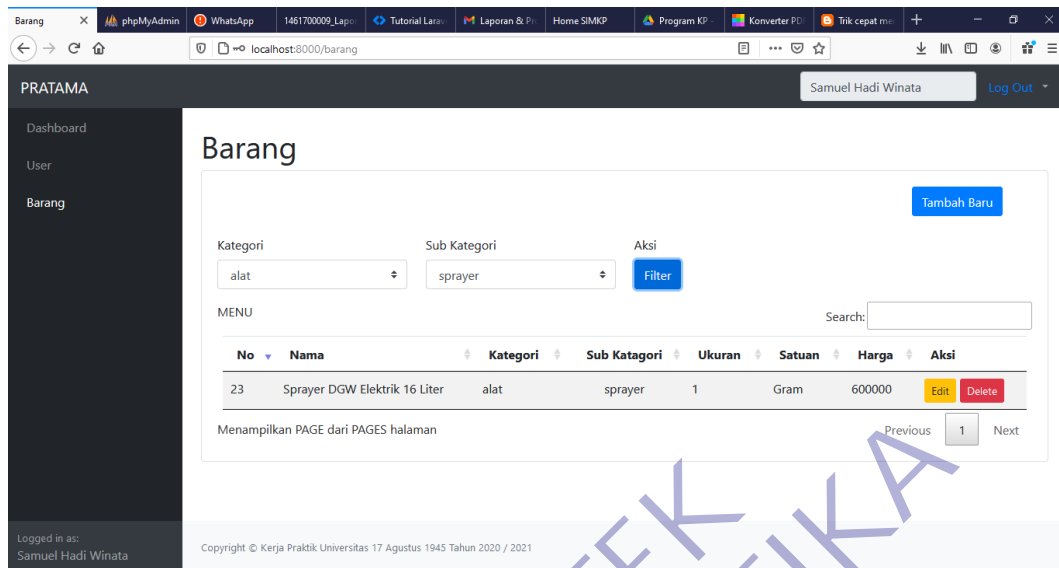 Barang
phpMyAdmin
WhatsApp
1461700009_Lapor
Tutorial Larav
Laporan & Pr
Home SIMKP
Program KP -
Konverter PD
Trik cepat me
localhost:8000/barang
PRATAMA
Samuel Hadi Winata
Log Out
Dashboard
User
Barang
Barang
Tambah Baru
Kategori Sub Kategori Aksi
alat sprayer Filter
MENU
Search:
No Nama Kategori Sub Katagori Ukuran Satuan Harga Aksi
23 Sprayer DGW Elektrik 16 Liter alat sprayer 1 Gram 600000 Edit Delete
Menampilkan PAGE dari PAGES halaman
Previous 1 Next
Logged in as:
Samuel Hadi Winata
Copyright © Kerja Praktik Universitas 17 Agustus 1945 Tahun 2020 / 2021